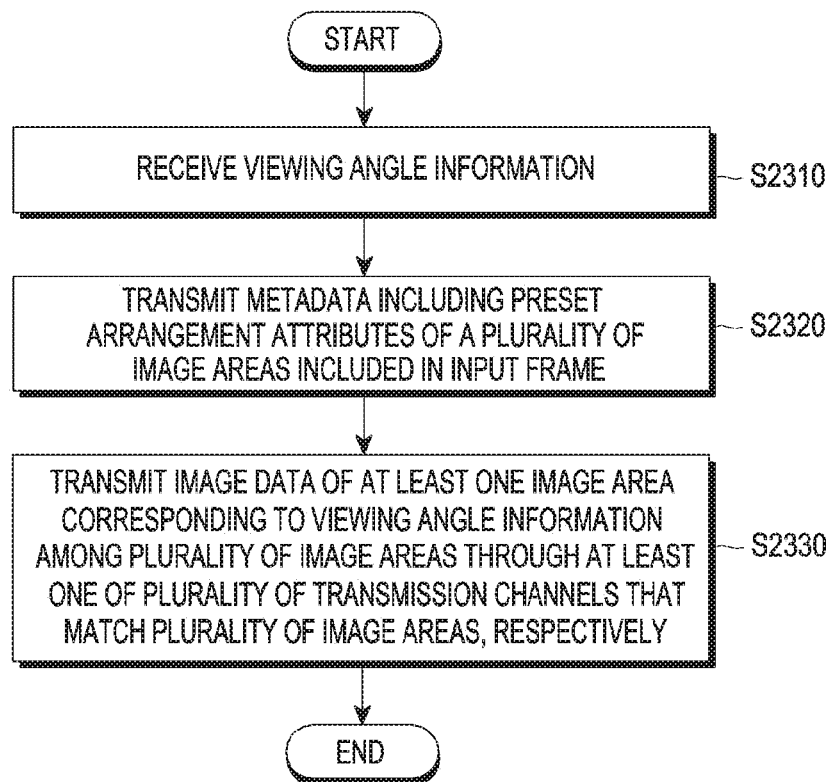 START
RECEIVE VIEWING ANGLE INFORMATION
S2310
TRANSMIT METADATA INCLUDING PRESET
ARRANGEMENT ATTRIBUTES OF A PLURALITY OF
IMAGE AREAS INCLUDED IN INPUT FRAME
S2320
TRANSMIT IMAGE DATA OF AT LEAST ONE IMAGE AREA
CORRESPONDING TO VIEWING ANGLE INFORMATION
AMONG PLURALITY OF IMAGE AREAS THROUGH AT LEAST
ONE OF PLURALITY OF TRANSMISSION CHANNELS THAT
MATCH PLURALITY OF IMAGE AREAS, RESPECTIVELY
S2330
END